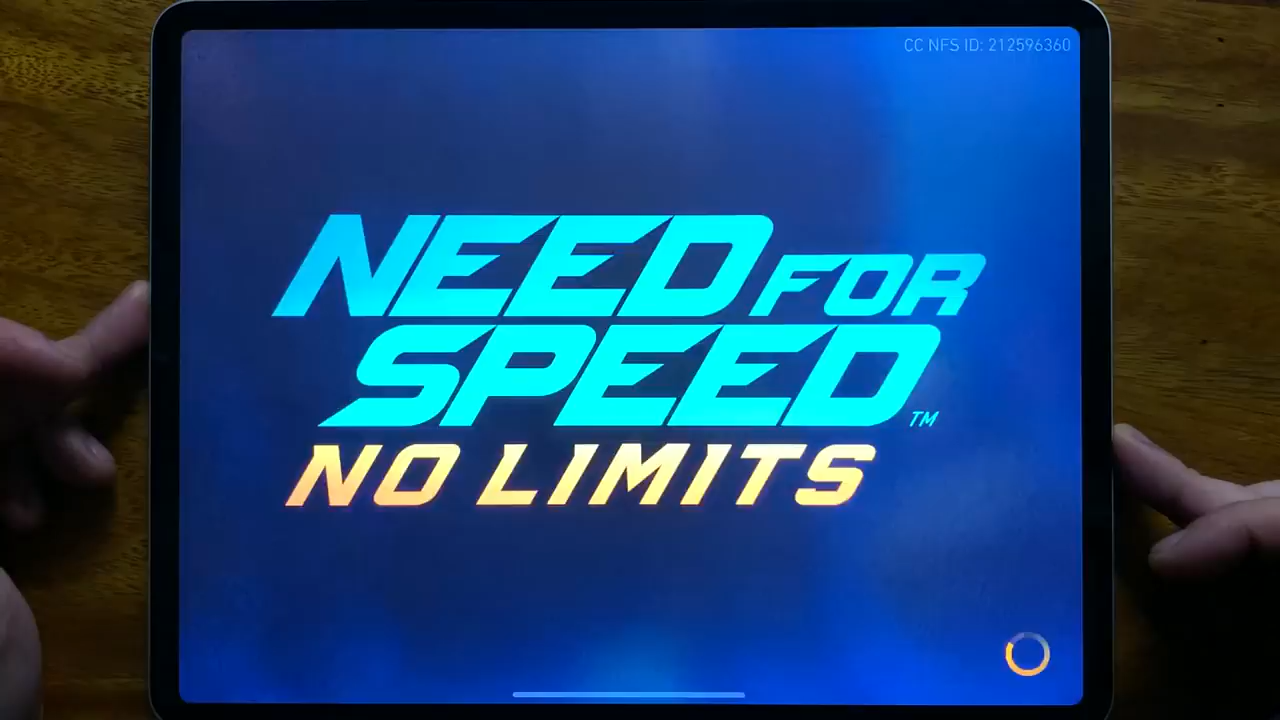 CC NFS ID: 212596360
NEED FOR
SPEED™
NO LIMITS